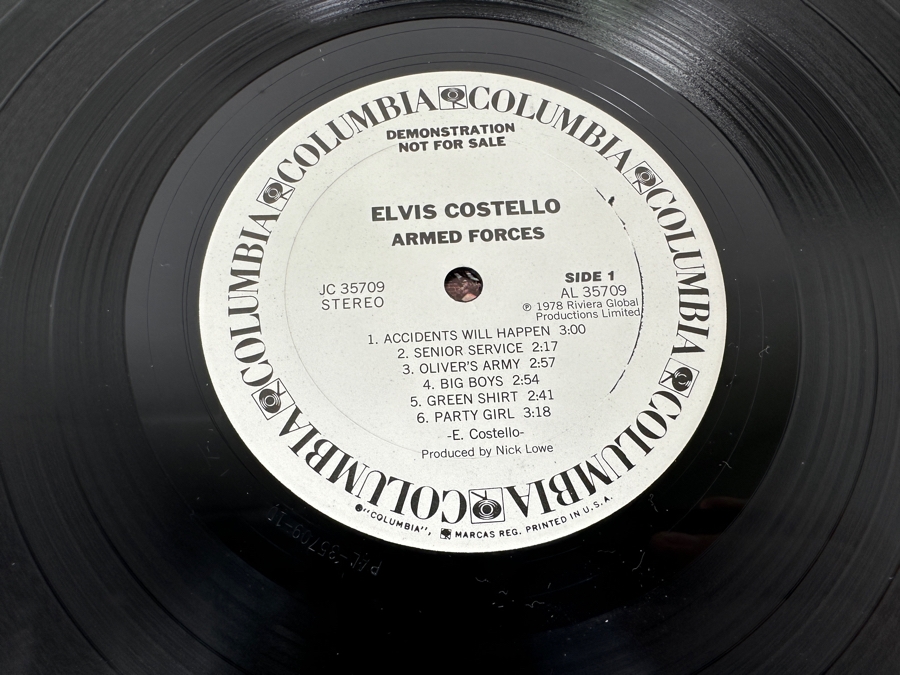 COLUMBIA COLUMBIA COLUMBIA COLUMBIA COLUMBIA COLUMBIA COLUMBIA COLUMBIA
DEMONSTRATION
NOT FOR SALE
ELVIS COSTELLO
ARMED FORCES
JC 35709
STEREO
SIDE 1
AL 35709
℗ 1978 Riviera Global
Productions Limited
1. ACCIDENTS WILL HAPPEN 3:00
2. SENIOR SERVICE 2:17
3. OLIVER'S ARMY 2:57
4. BIG BOYS 2:54
5. GREEN SHIRT 2:41
6. PARTY GIRL 3:18
-E. Costello-
Produced by Nick Lowe
"COLUMBIA", MARCAS REG. PRINTED IN U.S.A.